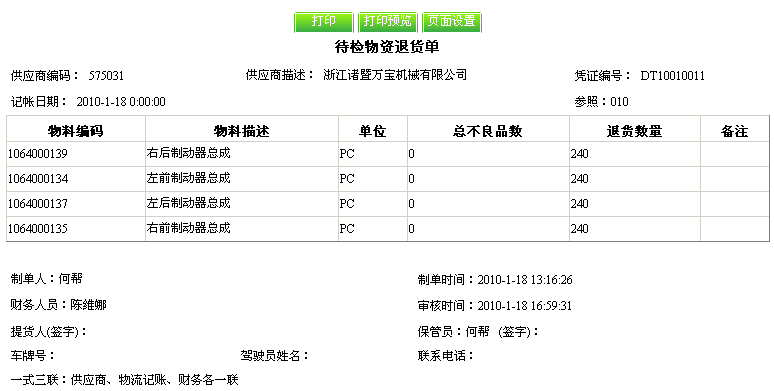 打印 打印预览 页面设置
待检物资退货单
供应商编码： 575031 供应商描述： 浙江诸暨万宝机械有限公司 凭证编号： DT10010011
记帐日期： 2010-1-18 0:00:00 参照：010
物料编码 物料描述 单位 总不良品数 退货数量 备注
1064000139 右后制动器总成 PC 0 240
1064000134 左前制动器总成 PC 0 240
1064000137 左后制动器总成 PC 0 240
1064000135 右前制动器总成 PC 0 240
制单人：何帮 制单时间：2010-1-18 13:16:26
财务人员：陈维娜 审核时间：2010-1-18 16:59:31
提货人(签字)： 保管员：何帮 (签字)：
车牌号： 驾驶员姓名： 联系电话：
一式三联：供应商、物流记账、财务各一联